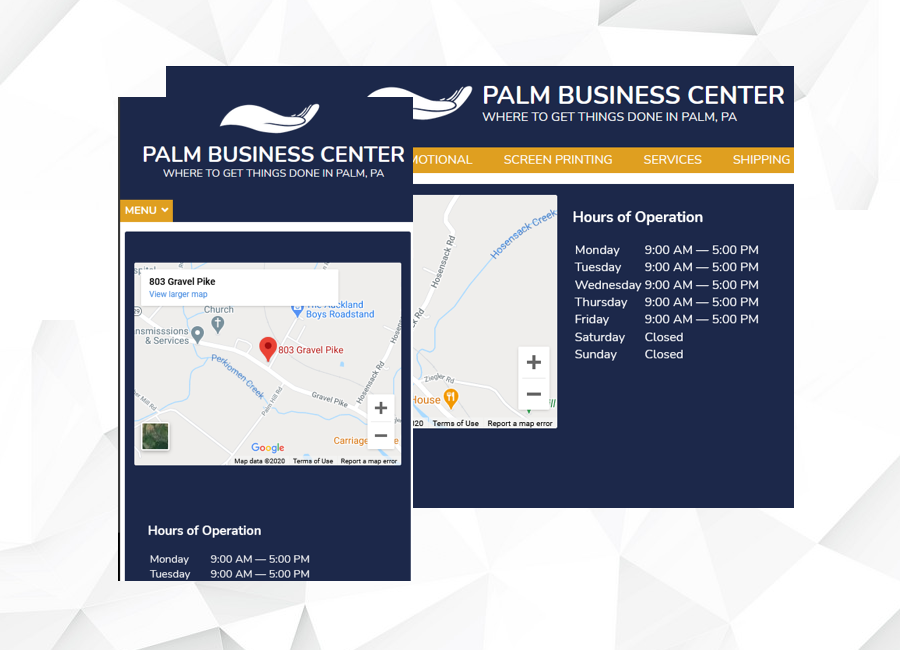 PALM BUSINESS CENTER
WHERE TO GET THINGS DONE IN PALM, PA
MOTIONAL SCREEN PRINTING SERVICES SHIPPING
Hosensack Creek
Hosensack Rd
Rd
Ziegler Rd
House
Terms of Use Report a map error
Hours of Operation
Monday 9:00 AM — 5:00 PM
Tuesday 9:00 AM — 5:00 PM
Wednesday 9:00 AM — 5:00 PM
Thursday 9:00 AM — 5:00 PM
Friday 9:00 AM — 5:00 PM
Saturday Closed
Sunday Closed
PALM BUSINESS CENTER
WHERE TO GET THINGS DONE IN PALM, PA
MENU
803 Gravel Pike
View larger map
Church
The Auckland
Boys Roadstand
nsmisssions
& Services
803 Gravel Pike
Perkiomen Creek
Palm Hill Rd
Gravel Pike
Hosensack Rd
er Mill Rd
Carriage
Google
Map data ©2020 Terms of Use Report a map error
Hours of Operation
Monday 9:00 AM — 5:00 PM
Tuesday 9:00 AM — 5:00 PM